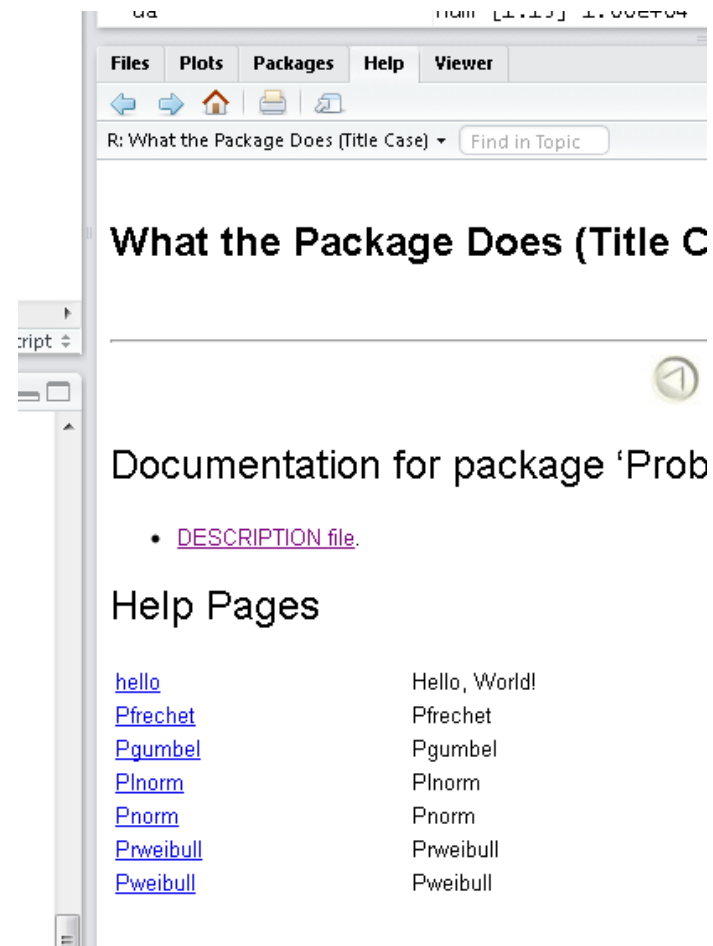 Files Plots Packages Help Viewer
R: What the Package Does (Title Case) Find in Topic
What the Package Does (Title C
cript
Documentation for package ‘Prob
DESCRIPTION file.
Help Pages
hello Hello, World!
Pfrechet Pfrechet
Pgumbel Pgumbel
Plnorm Plnorm
Pnorm Pnorm
Prweibull Prweibull
Pweibull Pweibull